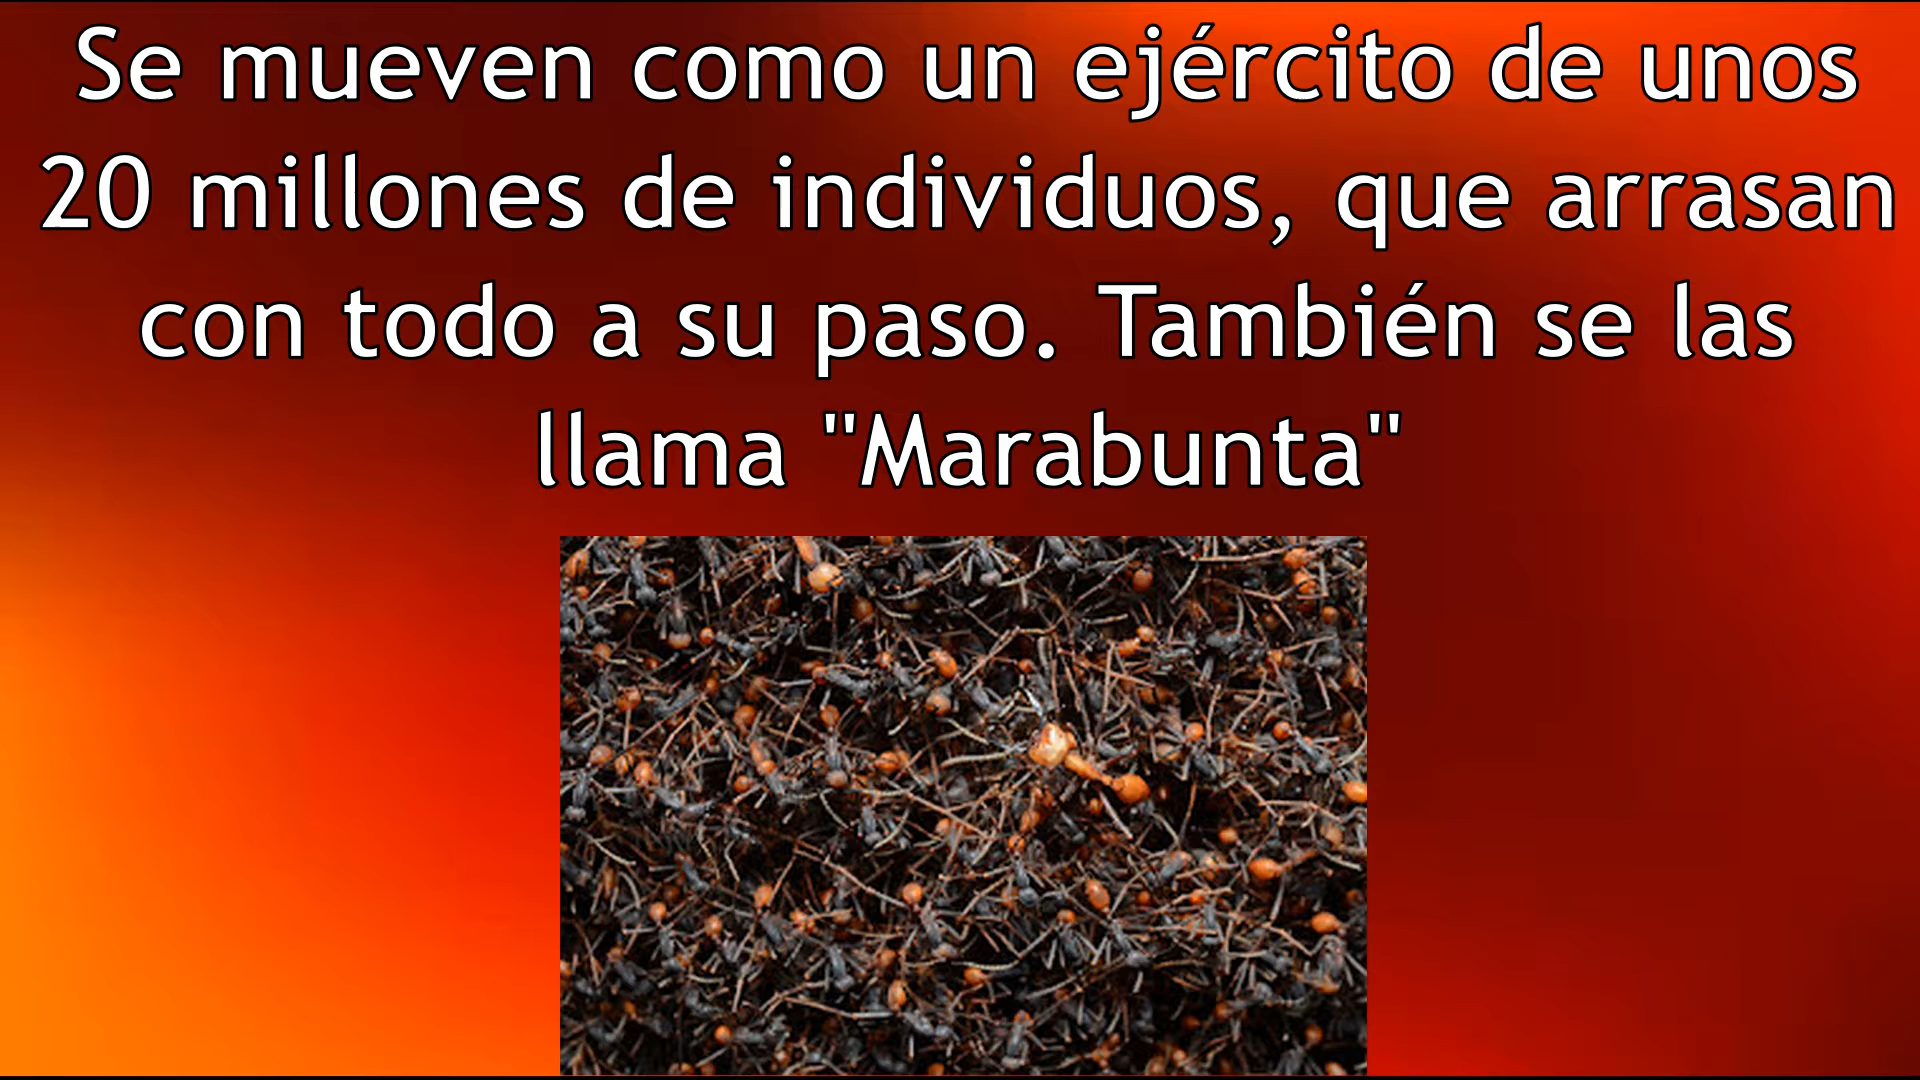 Se mueven como un ejército de unos
20 millones de individuos, que arrasan
con todo a su paso. También se las
llama "Marabunta"